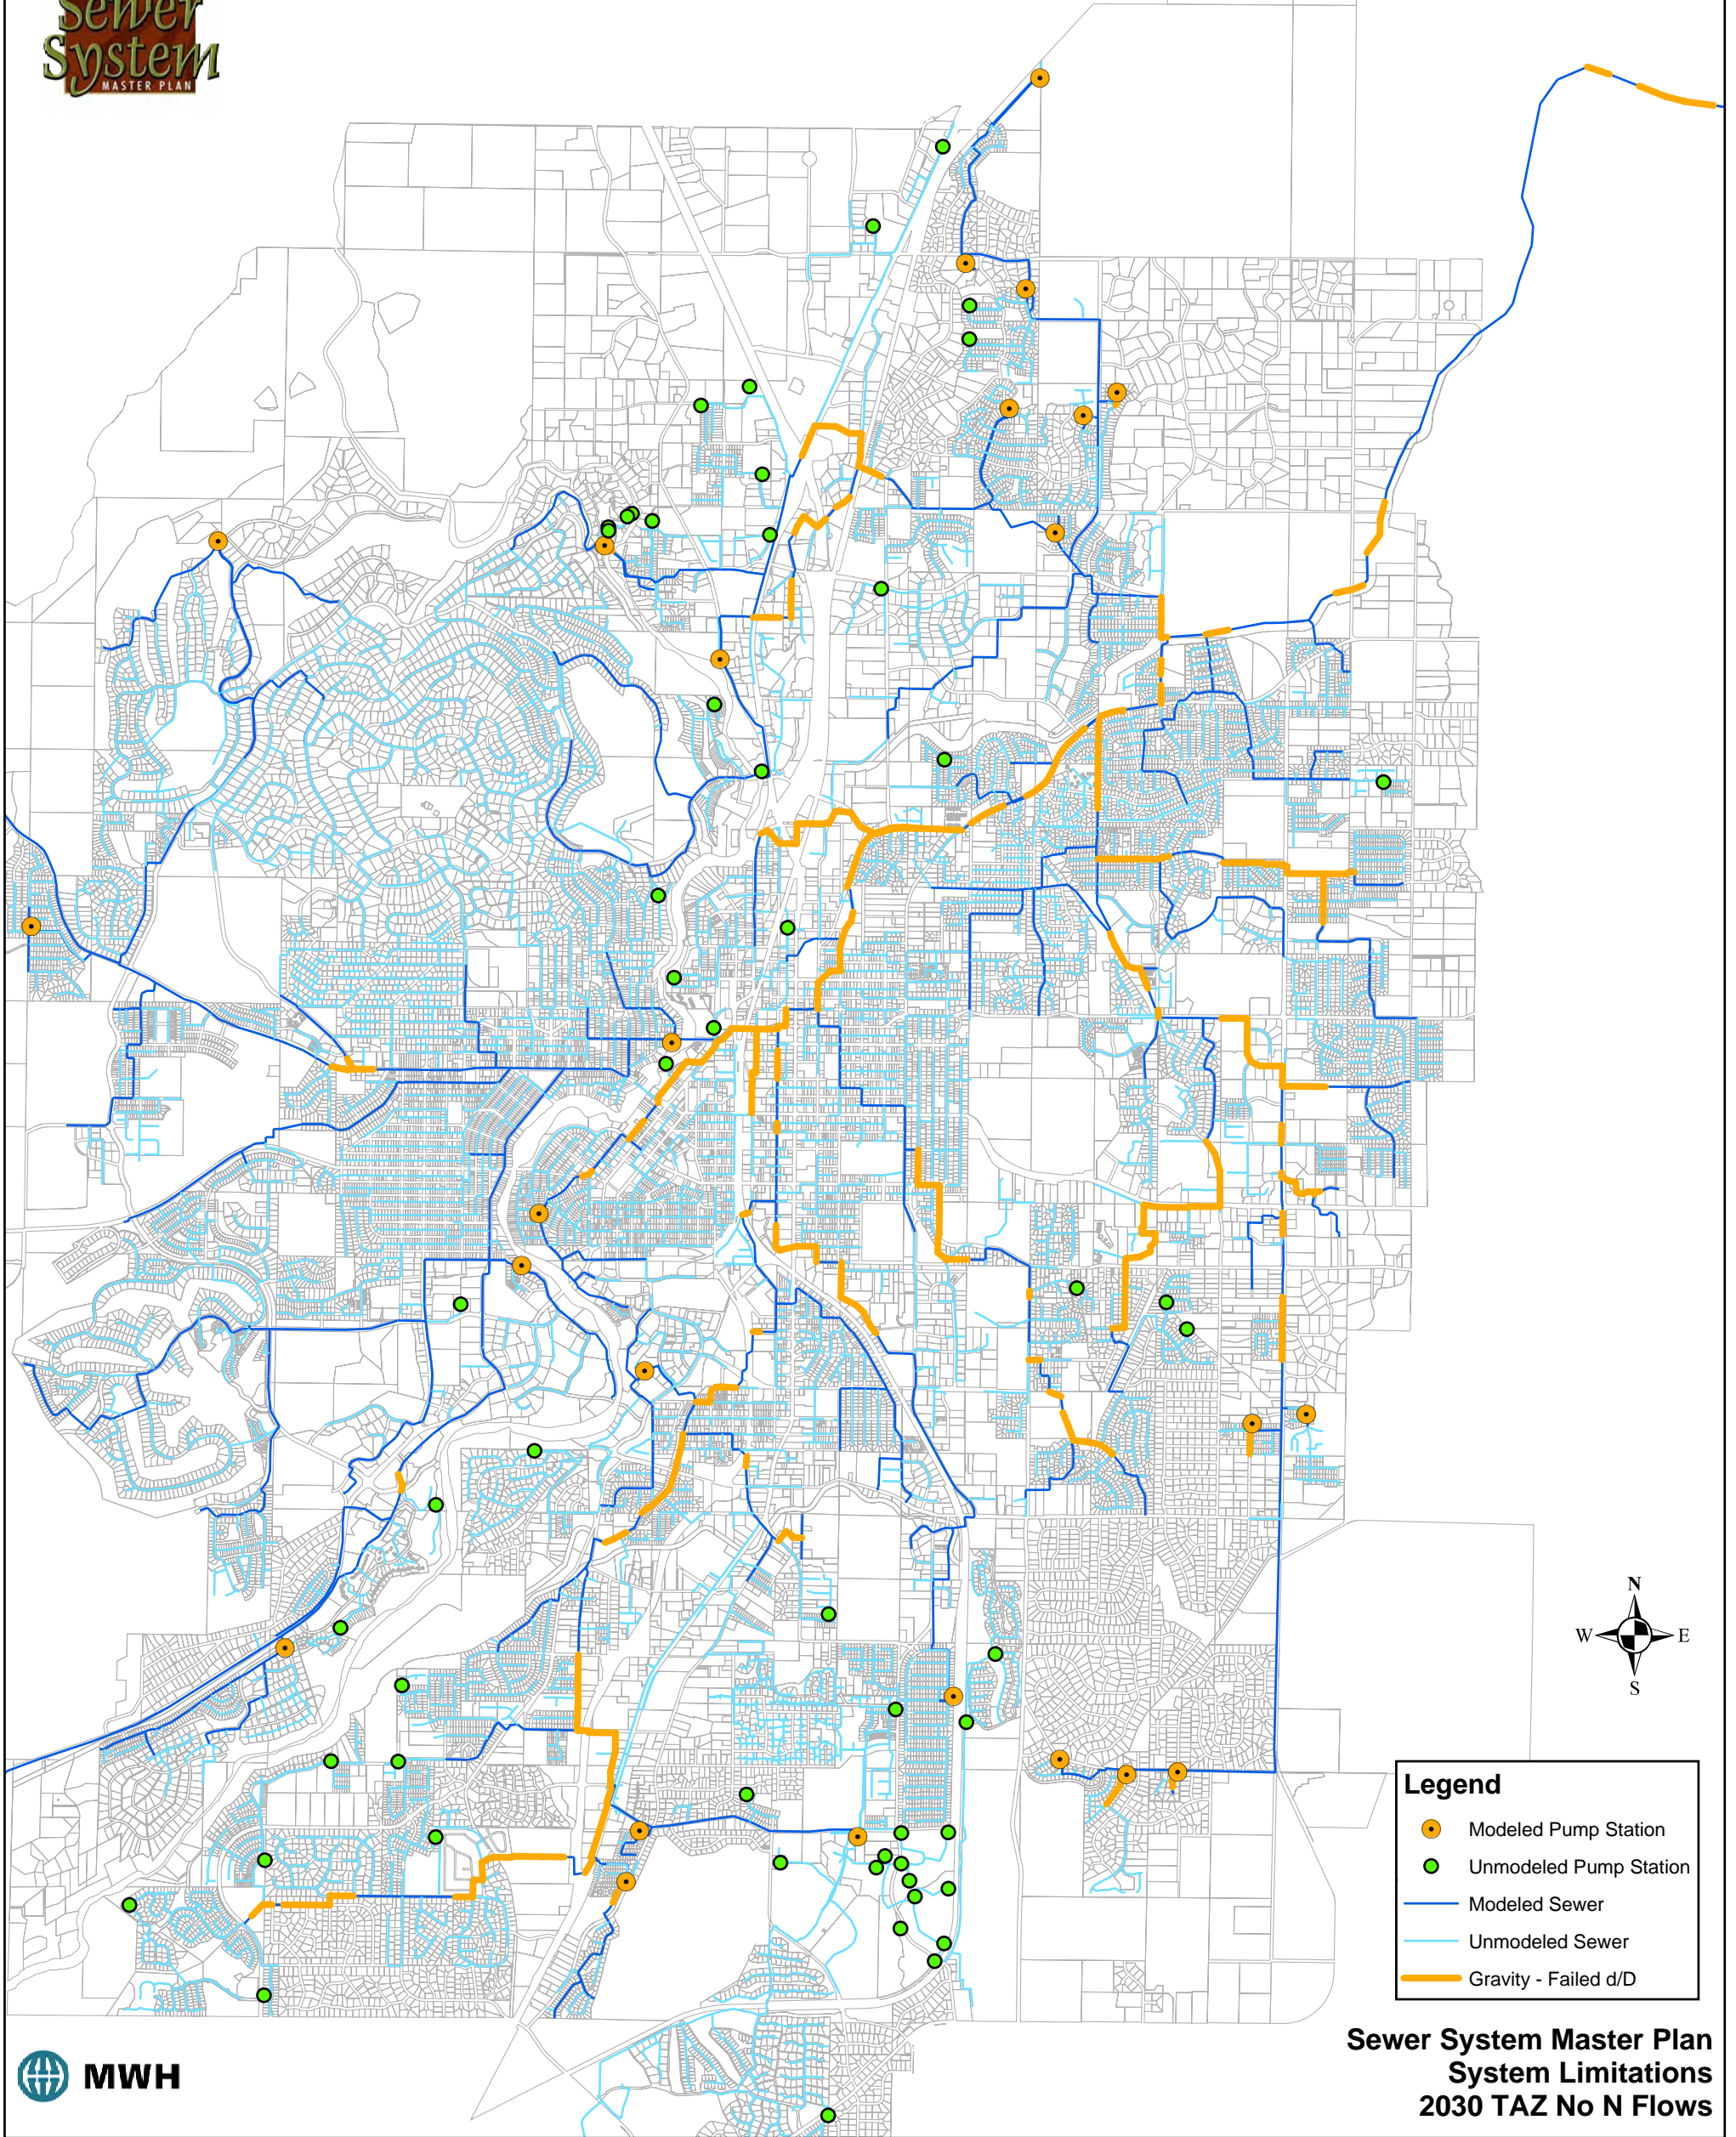 Sewer
System
MASTER PLAN
N
W E
S
Legend
Modeled Pump Station
Unmodeled Pump Station
Modeled Sewer
Unmodeled Sewer
Gravity - Failed d/D
MWH
Sewer System Master Plan
System Limitations
2030 TAZ No N Flows